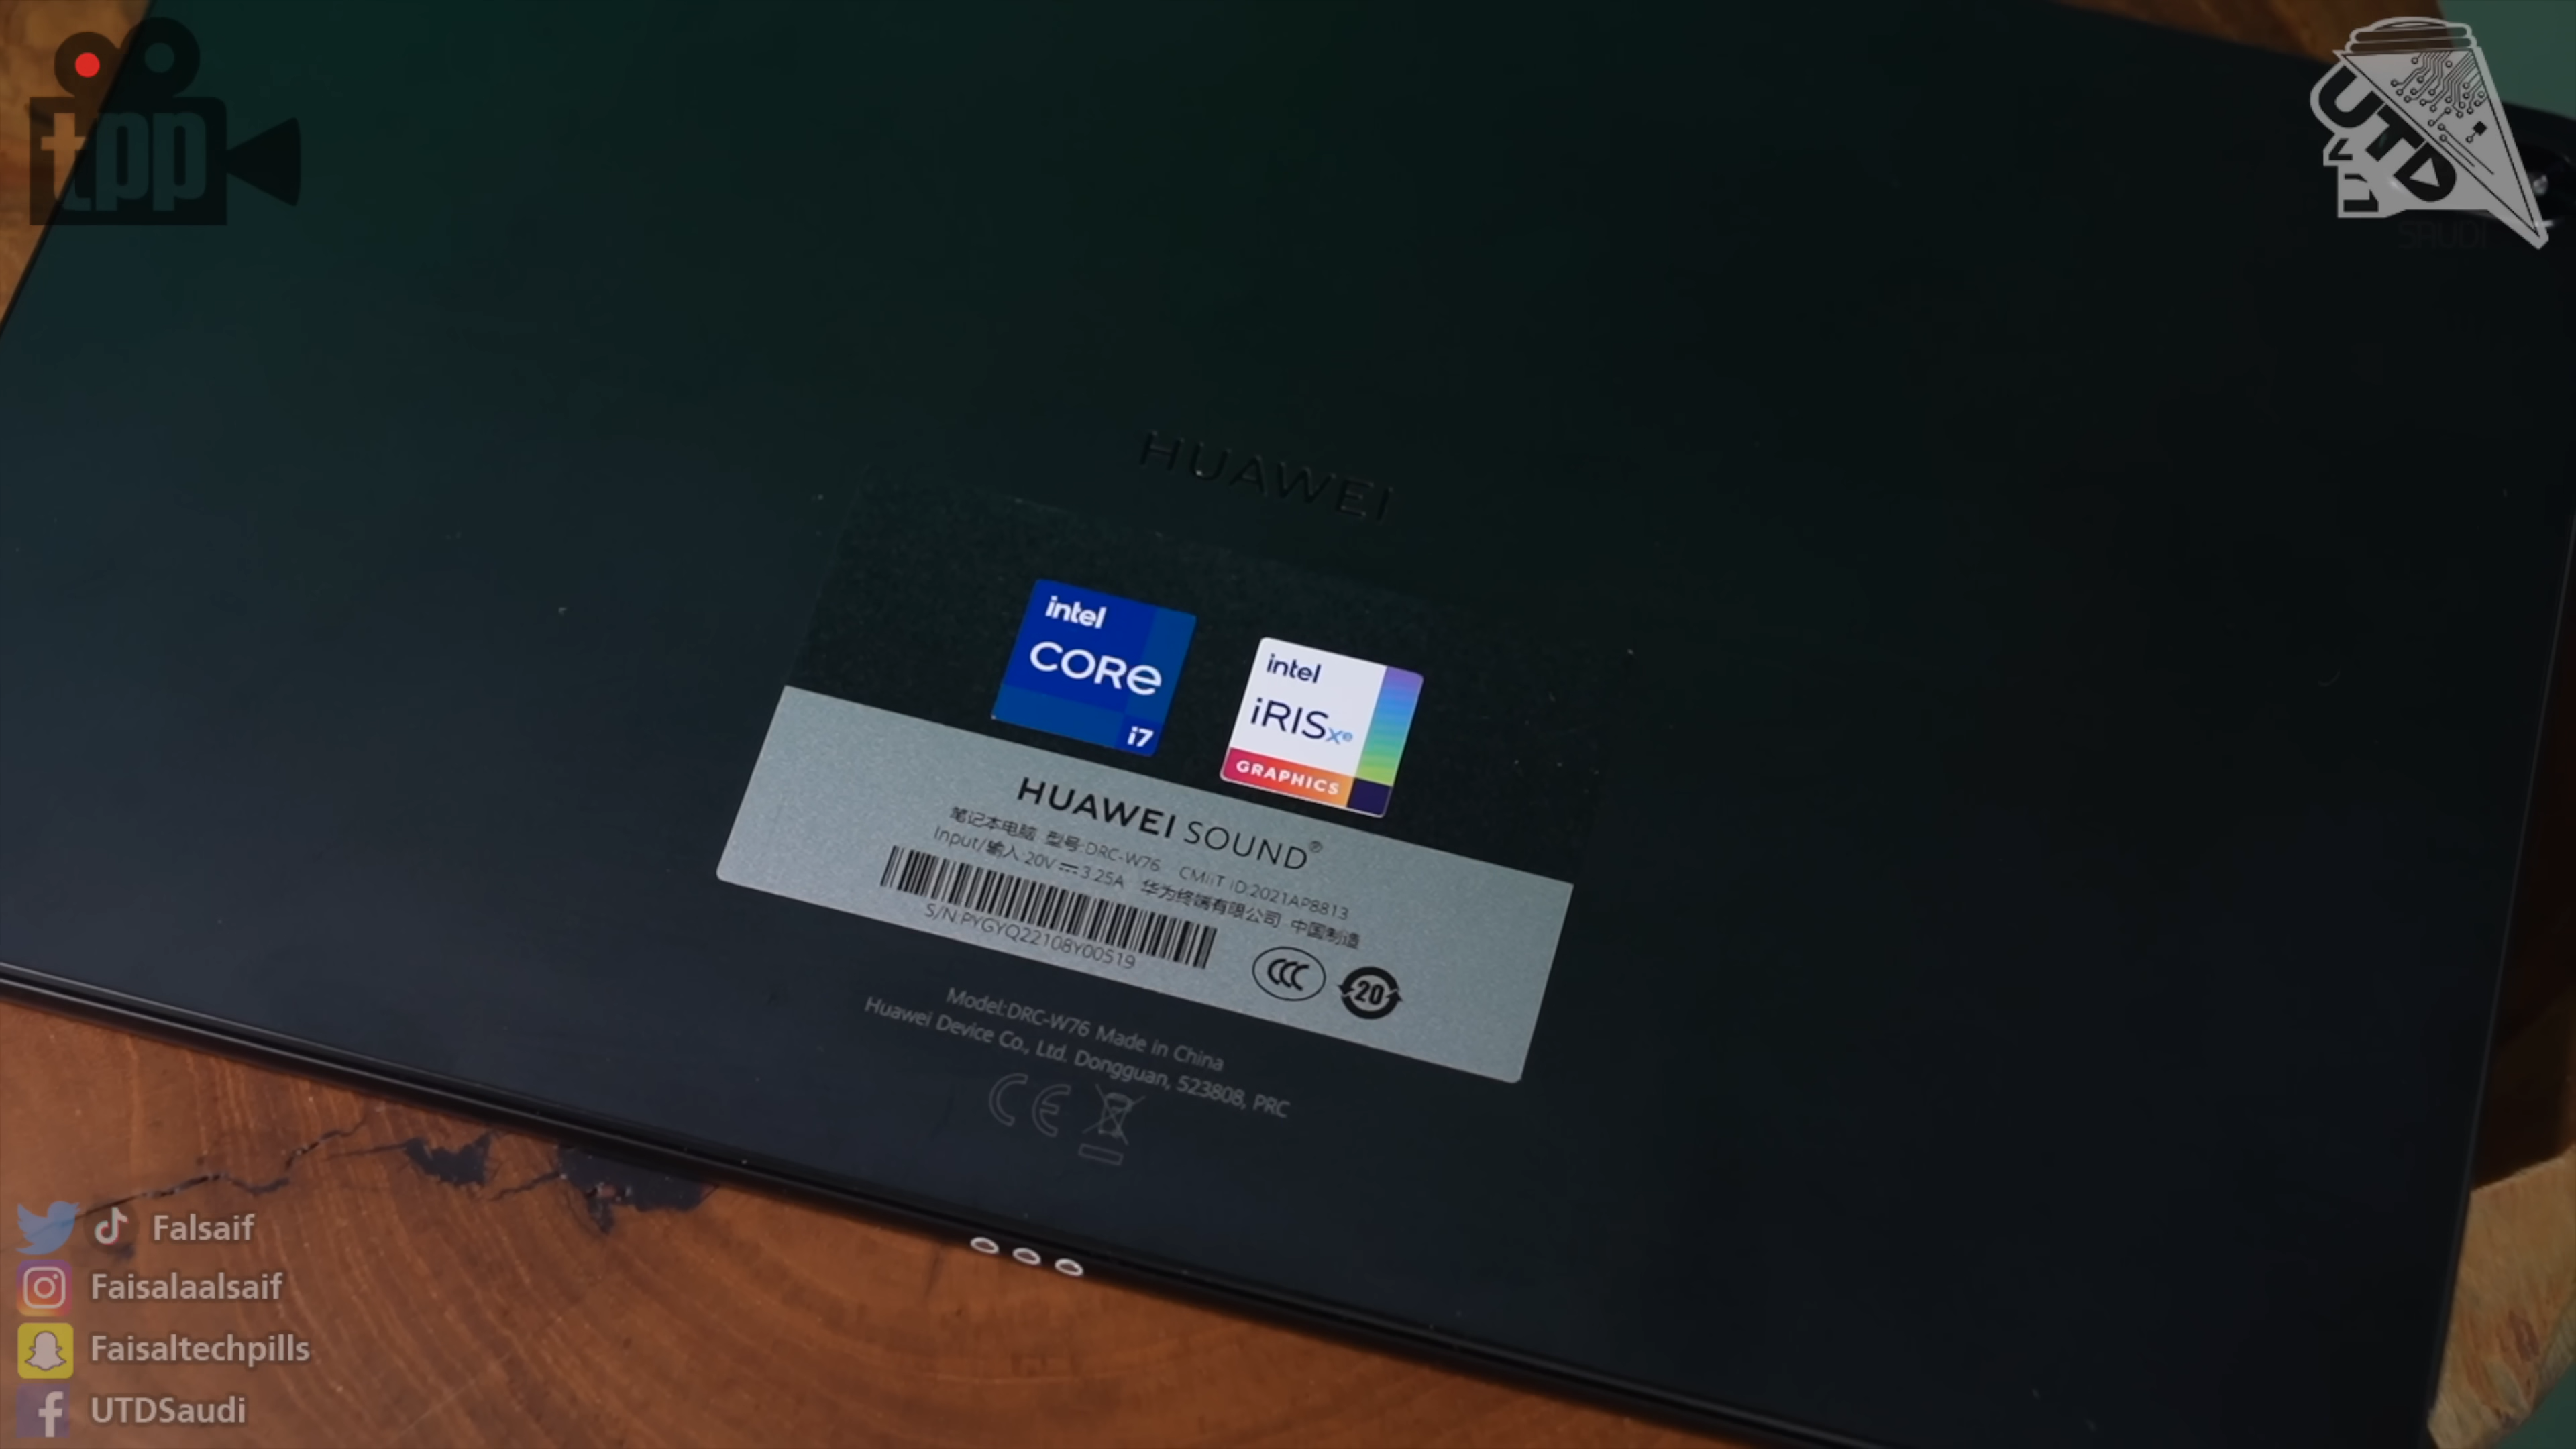 tpp
UTD
SAUDI
HUAWEI
intel
CORe
i7
intel
iRISxe
GRAPHICS
HUAWEI SOUND®
笔记本电脑 型号:DRC-W76 CMIIT ID:2021AP8813
Input/输入:20V⎓3.25A 华为终端有限公司 中国制造
S/N:PYGYQ22108Y00519
CCC
20
Model:DRC-W76 Made in China
Huawei Device Co., Ltd. Dongguan, 523808, PRC
CE
Falsaif
Faisalaalsaif
Faisaltechpills
UTDSaudi